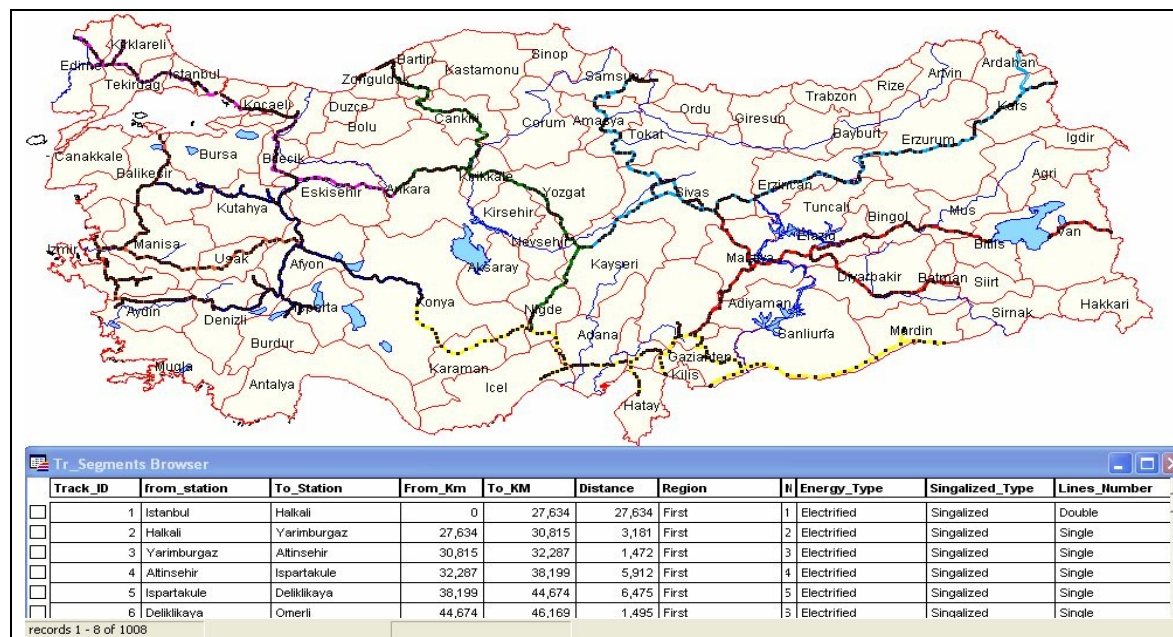 Kirklareli
Edirne
Tekirdag
Istanbul
Kocaeli
Zonguldak
Bartin
Kastamonu
Sinop
Samsun
Duzce
Bolu
Cankiri
Corum
Amasya
Tokat
Ordu
Giresun
Trabzon
Rize
Artvin
Ardahan
Kars
Bayburt
Erzurum
Igdir
Canakkale
Balikesir
Bursa
Bilecik
Eskisehir
Ankara
Kirikkale
Yozgat
Sivas
Erzincan
Tuncali
Bingol
Mus
Agri
Kutahya
Kirsehir
Nevsehir
Kayseri
Malatya
Elazig
Bitlis
Van
Izmir
Manisa
Usak
Afyon
Aksaray
Konya
Nigde
Adana
Adiyaman
Diyarbakir
Batman
Siirt
Sirnak
Hakkari
Aydin
Denizli
Isparta
Burdur
Mugla
Antalya
Karaman
Icel
Gaziantep
Kilis
Hatay
Sanliurfa
Mardin
Tr_Segments Browser
Track_ID from_station To_Station From_Km To_KM Distance Region N Energy_Type Singalized_Type Lines_Number
1 Istanbul Halkali 0 27,634 27,634 First 1 Electrified Singalized Double
2 Halkali Yarimburgaz 27,634 30,815 3,181 First 2 Electrified Singalized Single
3 Yarimburgaz Altinsehir 30,815 32,287 1,472 First 3 Electrified Singalized Single
4 Altinsehir Ispartakule 32,287 38,199 5,912 First 4 Electrified Singalized Single
5 Ispartakule Deliklikaya 38,199 44,674 6,475 First 5 Electrified Singalized Single
6 Deliklikaya Omerli 44,674 46,169 1,495 First Electrified Singalized Single
records 1 - 8 of 1008